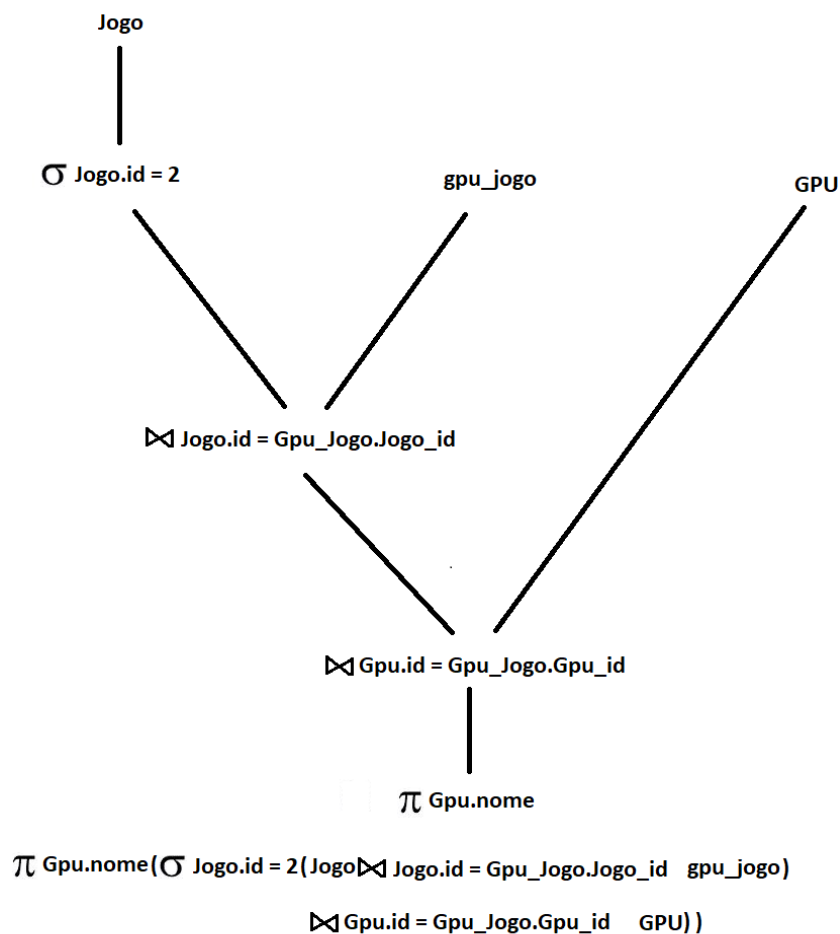 Jogo
σ Jogo.id = 2
gpu_jogo
GPU
⋈ Jogo.id = Gpu_Jogo.Jogo_id
⋈ Gpu.id = Gpu_Jogo.Gpu_id
π Gpu.nome
π Gpu.nome(σ Jogo.id = 2(Jogo⋈ Jogo.id = Gpu_Jogo.Jogo_id gpu_jogo)
⋈ Gpu.id = Gpu_Jogo.Gpu_id GPU))